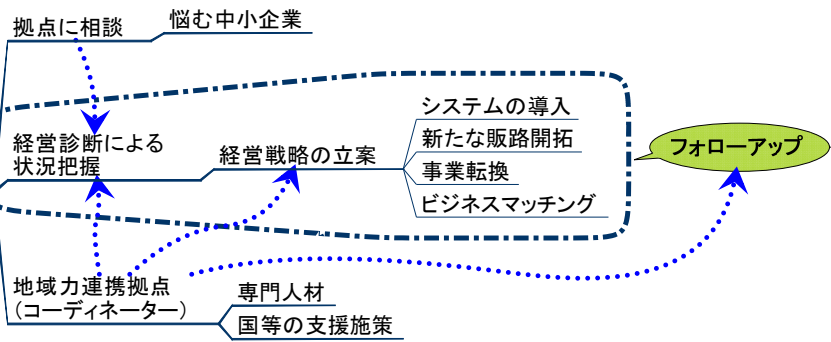 拠点に相談
悩む中小企業
経営診断による
状況把握
経営戦略の立案
システムの導入
新たな販路開拓
事業転換
ビジネスマッチング
フォローアップ
地域力連携拠点
（コーディネーター）
専門人材
国等の支援施策